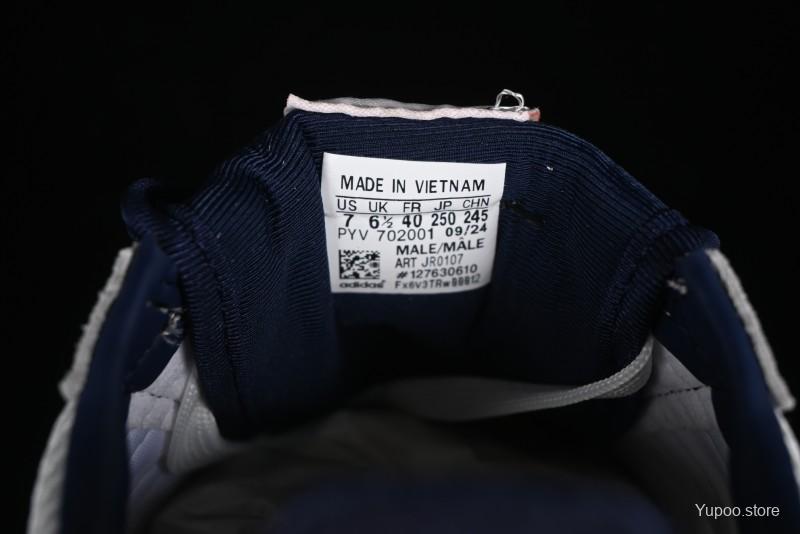 MADE IN VIETNAM
US UK FR JP CHN
7 6½ 40 250 245
PYV 702001 09/24
MALE/MÂLE
ART JR0107
#127630610
adidas Fx6V3TRw99912
Yupoo.store